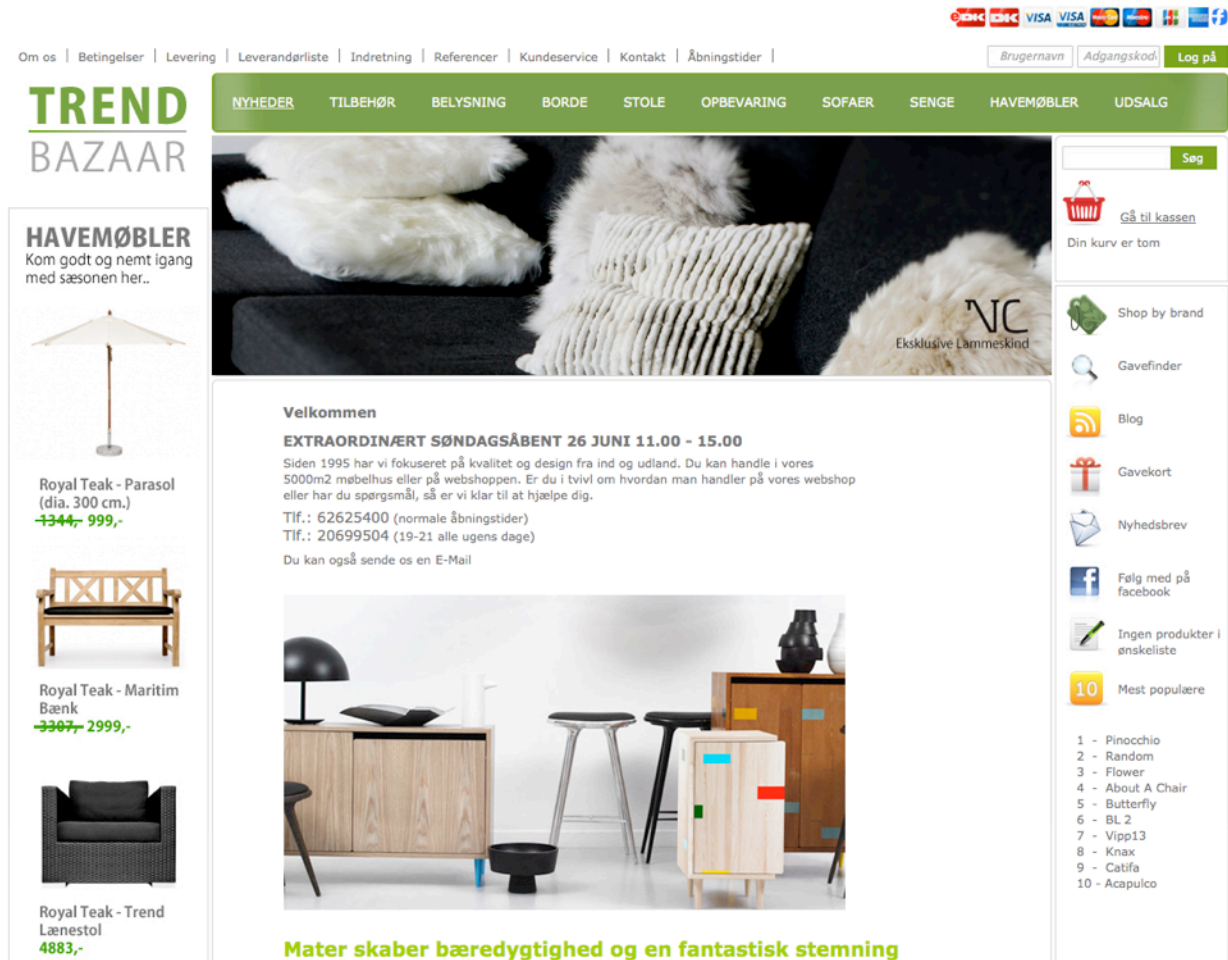 eDK DK VISA VISA
Om os | Betingelser | Levering | Leverandørliste | Indretning | Referencer | Kundeservice | Kontakt | Åbningstider |
Brugernavn Adgangskod Log på
TREND
BAZAAR
NYHEDER TILBEHØR BELYSNING BORDE STOLE OPBEVARING SOFAER SENGE HAVEMØBLER UDSALG
HAVEMØBLER
Kom godt og nemt igang
med sæsonen her..
Royal Teak - Parasol
(dia. 300 cm.)
1344,- 999,-
Royal Teak - Maritim
Bænk
3307,- 2999,-
Royal Teak - Trend
Lænestol
4883,-
NC
Eksklusive Lammeskind
Velkommen
EXTRAORDINÆRT SØNDAGSÅBENT 26 JUNI 11.00 - 15.00
Siden 1995 har vi fokuseret på kvalitet og design fra ind og udland. Du kan handle i vores
5000m2 møbelhus eller på webshoppen. Er du i tvivl om hvordan man handler på vores webshop
eller har du spørgsmål, så er vi klar til at hjælpe dig.
Tlf.: 62625400 (normale åbningstider)
Tlf.: 20699504 (19-21 alle ugens dage)
Du kan også sende os en E-Mail
Mater skaber bæredygtighed og en fantastisk stemning
Søg
Gå til kassen
Din kurv er tom
Shop by brand
Gavefinder
Blog
Gavekort
Nyhedsbrev
f
Følg med på
facebook
Ingen produkter i
ønskeliste
10
Mest populære
1 - Pinocchio
2 - Random
3 - Flower
4 - About A Chair
5 - Butterfly
6 - BL 2
7 - Vipp13
8 - Knax
9 - Catifa
10 - Acapulco